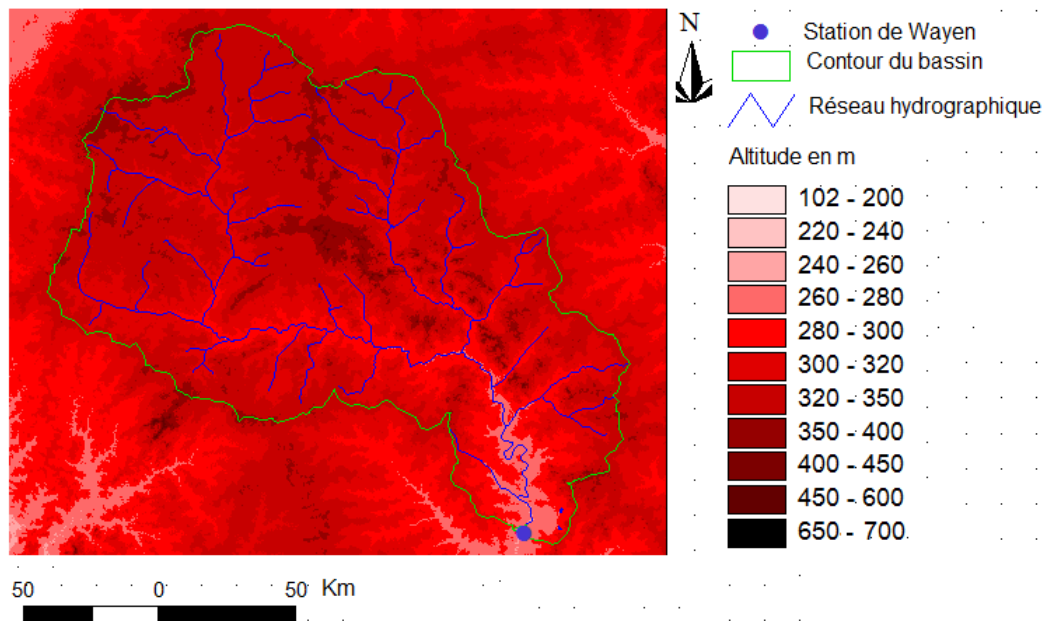 N
Station de Wayen
Contour du bassin
Réseau hydrographique
Altitude en m
102 - 200
220 - 240
240 - 260
260 - 280
280 - 300
300 - 320
320 - 350
350 - 400
400 - 450
450 - 600
650 - 700
50 0 50 Km